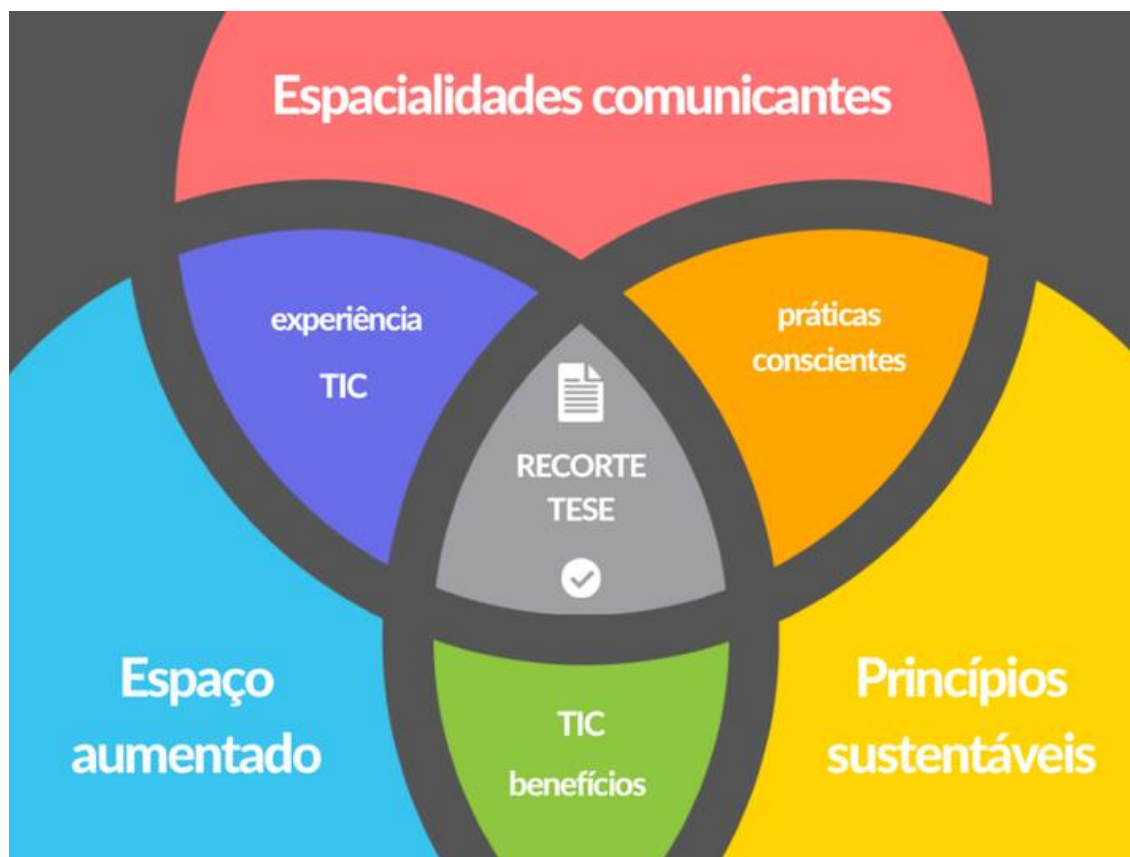 Espacialidades comunicantes
experiência
TIC
práticas
conscientes
RECORTE
TESE
Espaço
aumentado
TIC
benefícios
Princípios
sustentáveis